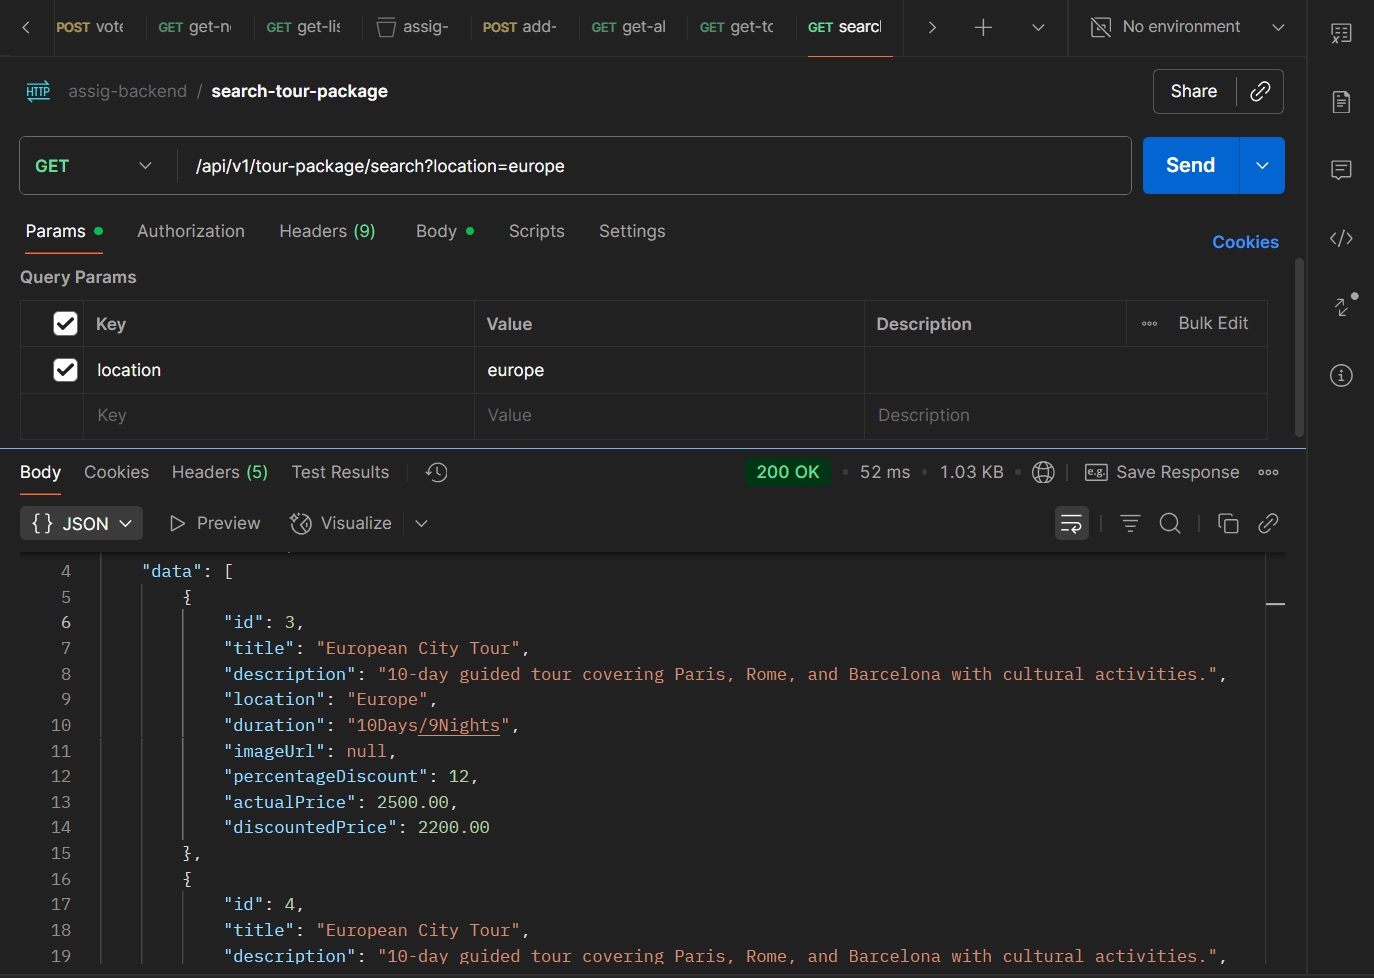 POST vote GET get-n GET get-lis assig- POST add- GET get-al GET get-to GET search No environment
HTTP assig-backend / search-tour-package Share
GET /api/v1/tour-package/search?location=europe Send
Params Authorization Headers (9) Body Scripts Settings Cookies
Query Params
Key Value Description Bulk Edit
location europe
Key Value Description
Body Cookies Headers (5) Test Results 200 OK 52 ms 1.03 KB e.g. Save Response
{} JSON Preview Visualize
4 "data": [
5 {
6 "id": 3,
7 "title": "European City Tour",
8 "description": "10-day guided tour covering Paris, Rome, and Barcelona with cultural activities.",
9 "location": "Europe",
10 "duration": "10Days/9Nights",
11 "imageUrl": null,
12 "percentageDiscount": 12,
13 "actualPrice": 2500.00,
14 "discountedPrice": 2200.00
15 },
16 {
17 "id": 4,
18 "title": "European City Tour",
19 "description": "10-day guided tour covering Paris, Rome, and Barcelona with cultural activities.",